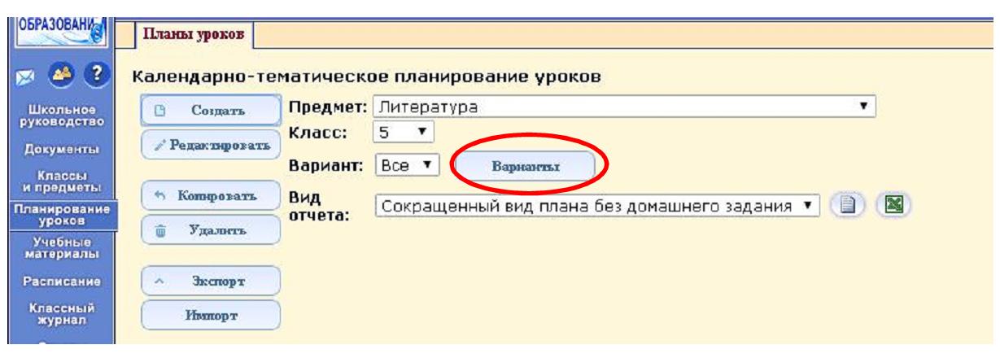 ОБРАЗОВАНИ
Планы уроков
?
Календарно-тематическое планирование уроков
Школьное
руководство
Документы
Классы
и предметы
Планирование
уроков
Учебные
материалы
Расписание
Классный
журнал
Создать
Редактировать
Копировать
Удалить
Экспорт
Импорт
Предмет: Литература
Класс: 5
Вариант: Все Варианты
Вид
отчета: Сокращенный вид плана без домашнего задания